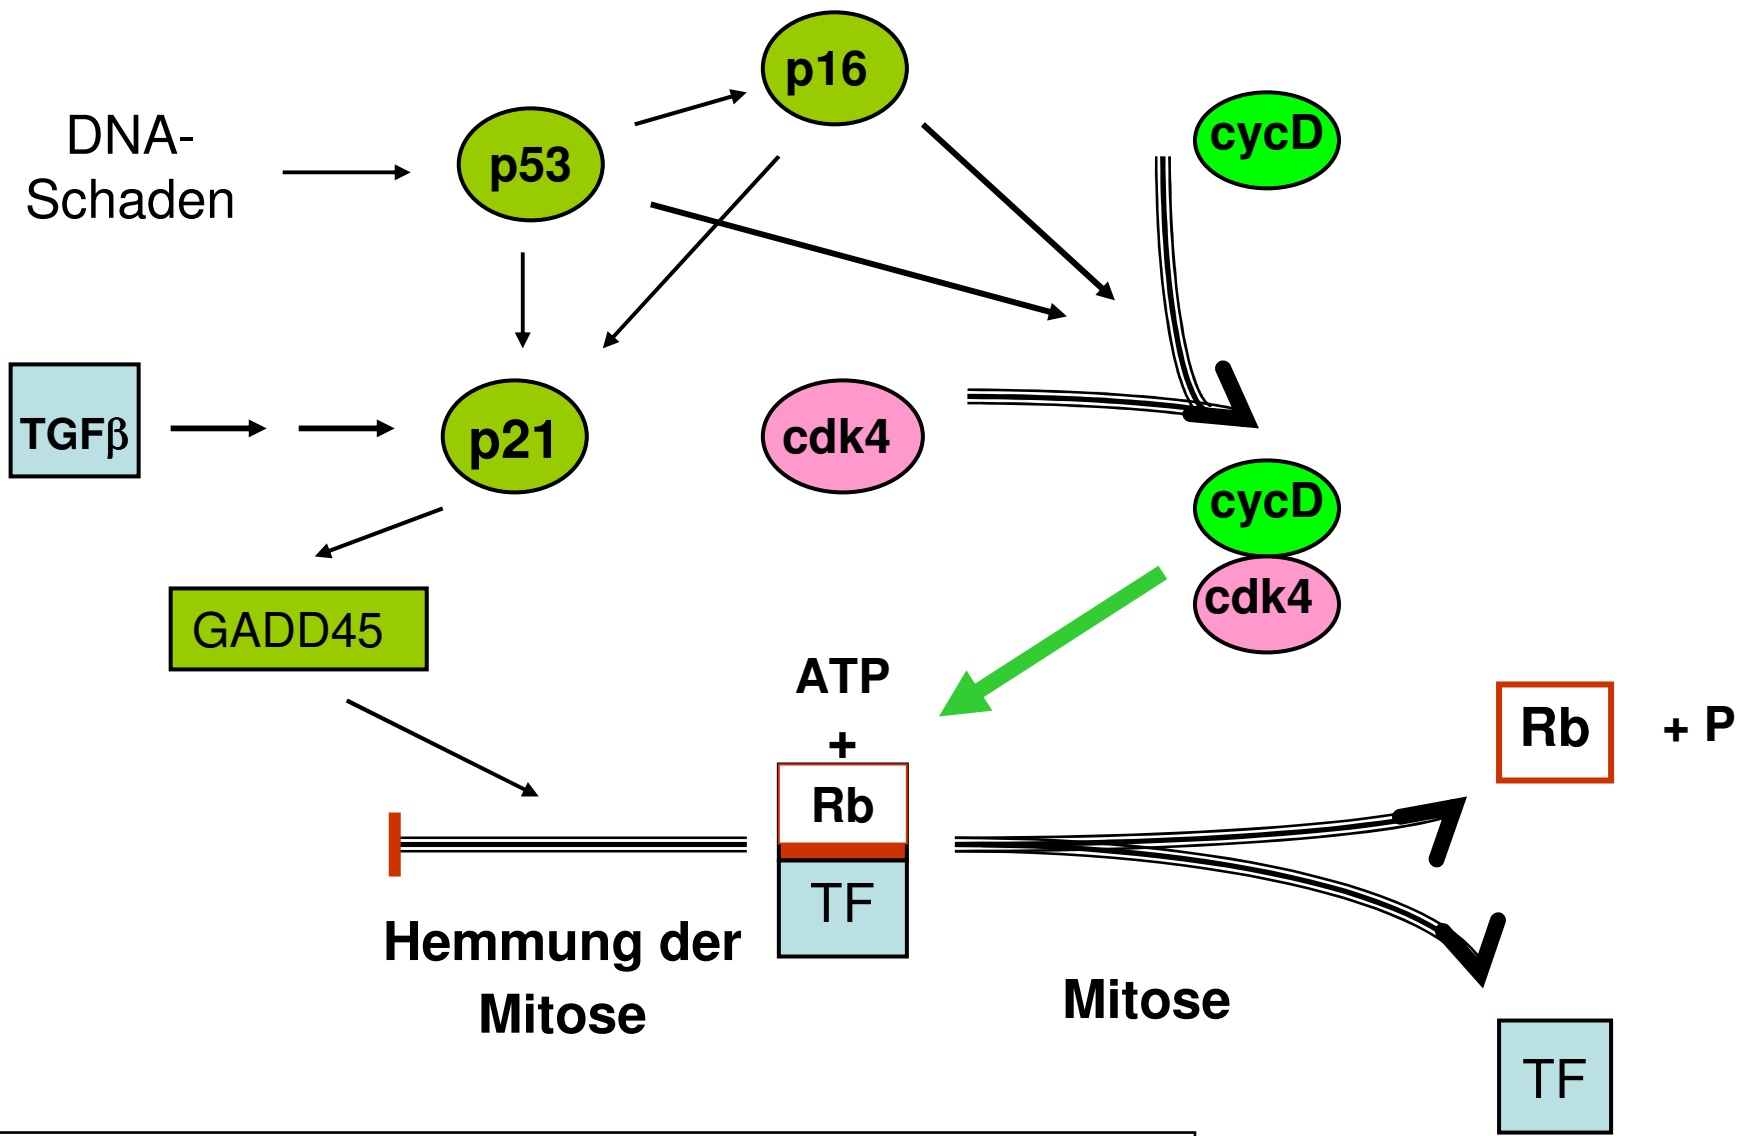 p16
cycD
DNA-
Schaden
p53
TGFβ
p21
cdk4
cycD
cdk4
GADD45
ATP
+
Rb
TF
Rb
+ P
Hemmung der
Mitose
Mitose
TF